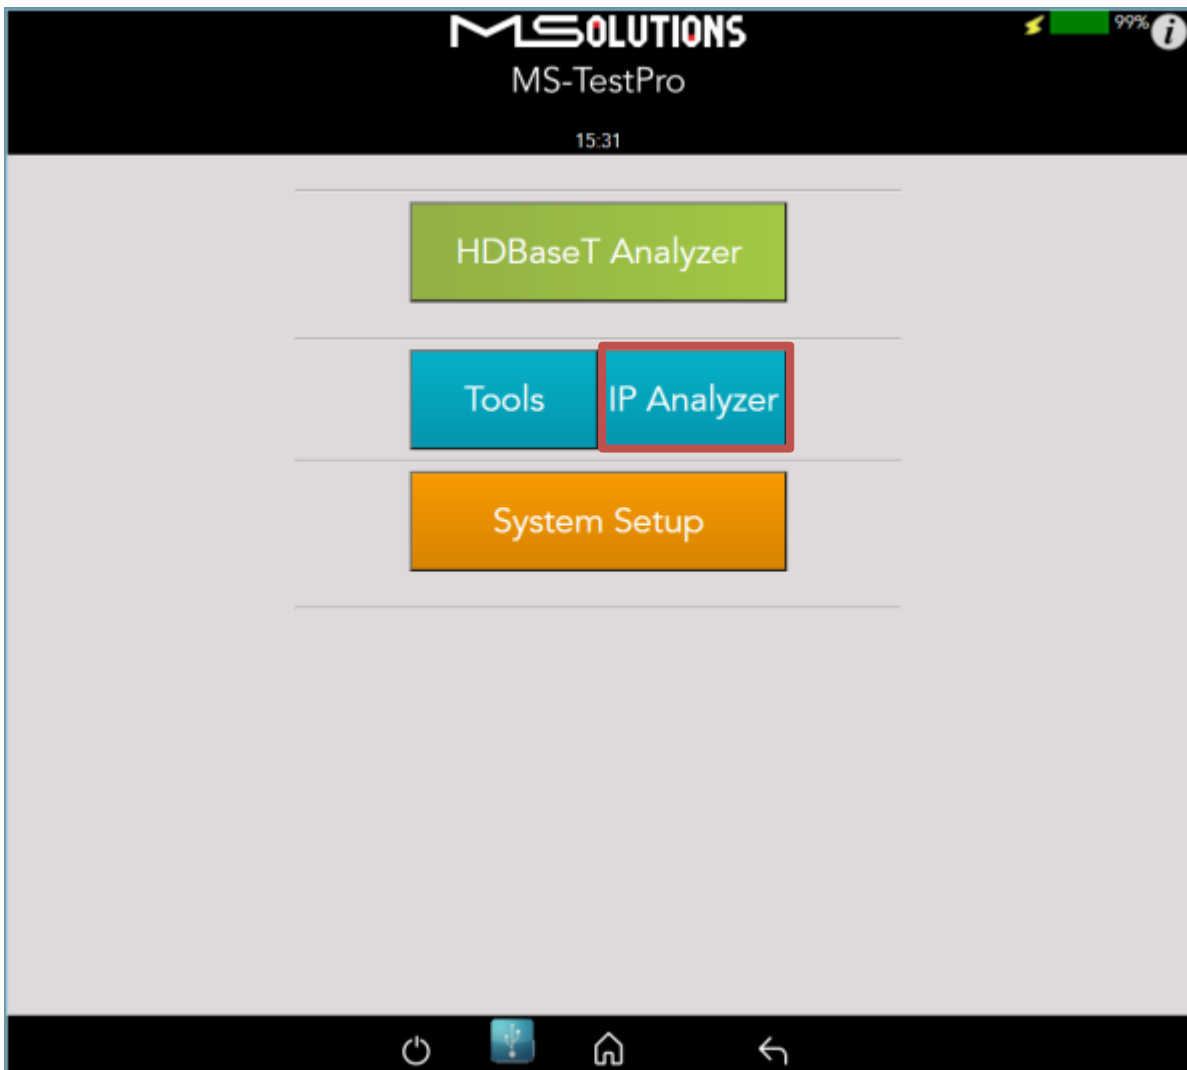 MSOLUTIONS
99%
i
MS-TestPro
15:31
HDBaseT Analyzer
Tools
IP Analyzer
System Setup